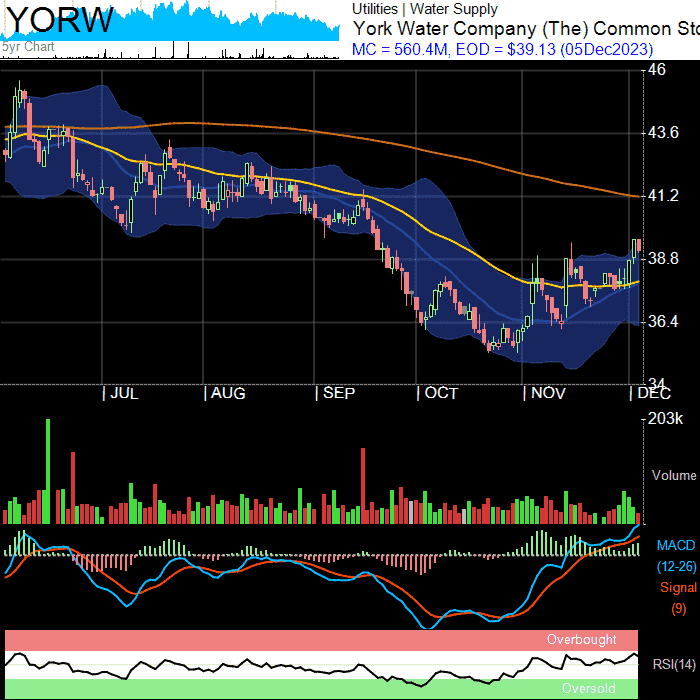 YORW
5yr Chart
Utilities | Water Supply
York Water Company (The) Common Sto
MC = 560.4M, EOD = $39.13 (05Dec2023)
46
43.6
41.2
38.8
36.4
34
| JUL | AUG | SEP | OCT | NOV | DEC
203k
Volume
MACD
(12-26)
Signal
(9)
Overbought
RSI(14)
Oversold